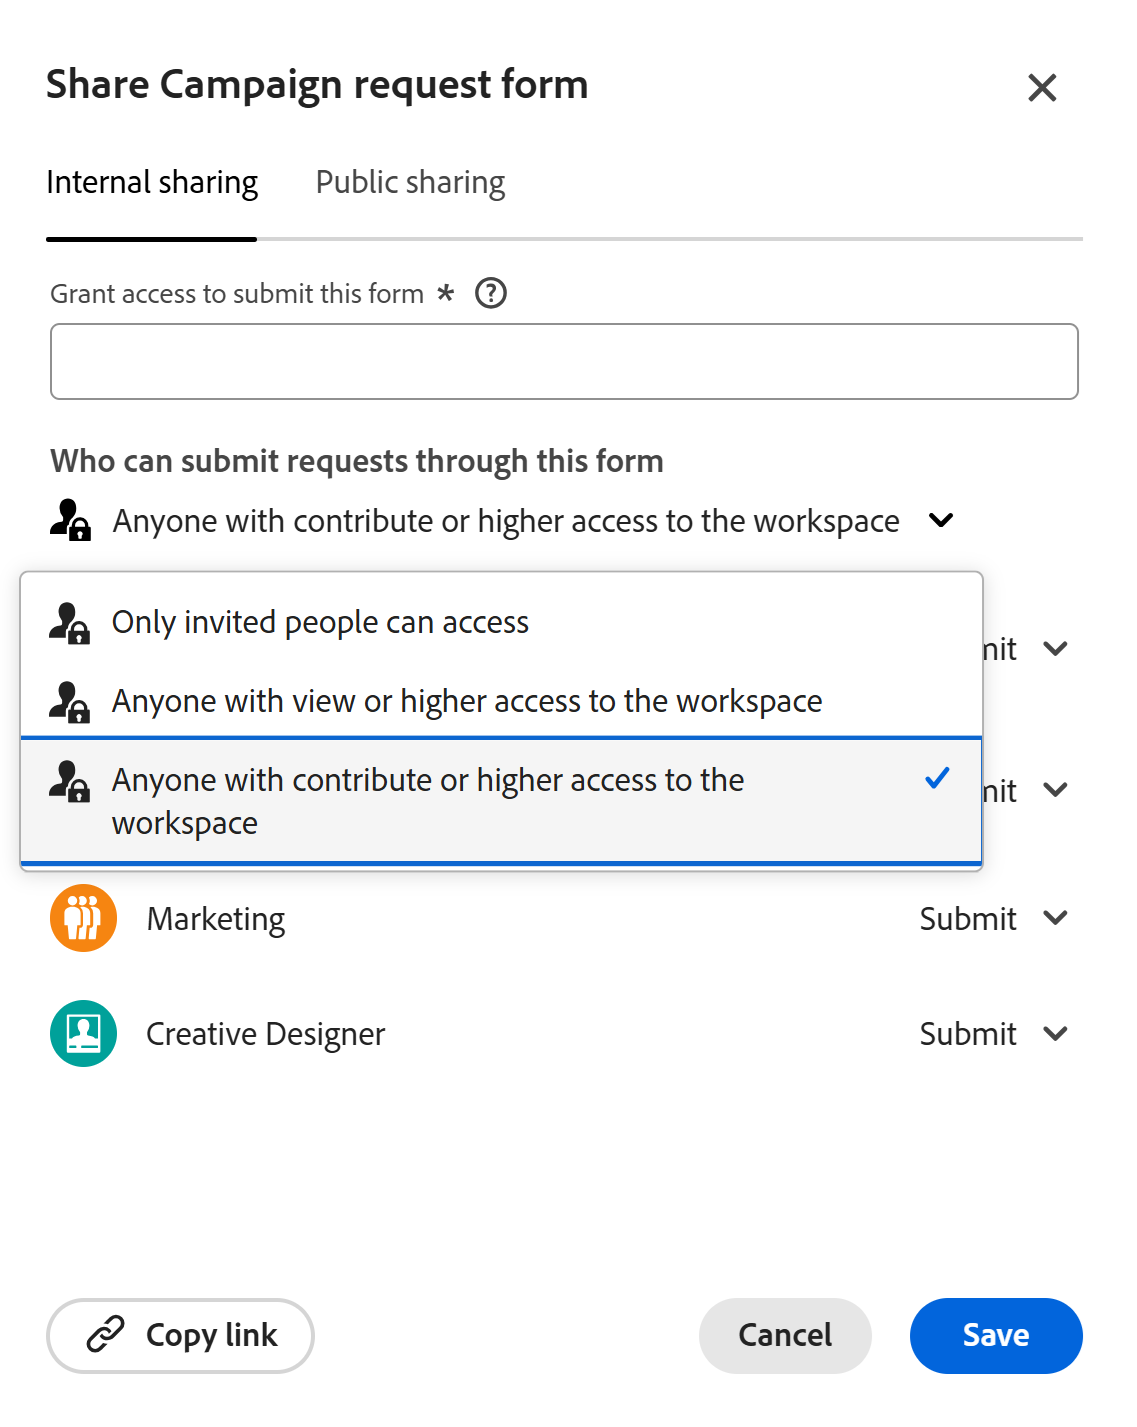 Share Campaign request form
Internal sharing
Public sharing
Grant access to submit this form *
Who can submit requests through this form
Anyone with contribute or higher access to the workspace
Only invited people can access
Anyone with view or higher access to the workspace
Anyone with contribute or higher access to the
workspace
Marketing
Submit
Creative Designer
Submit
Copy link
Cancel
Save